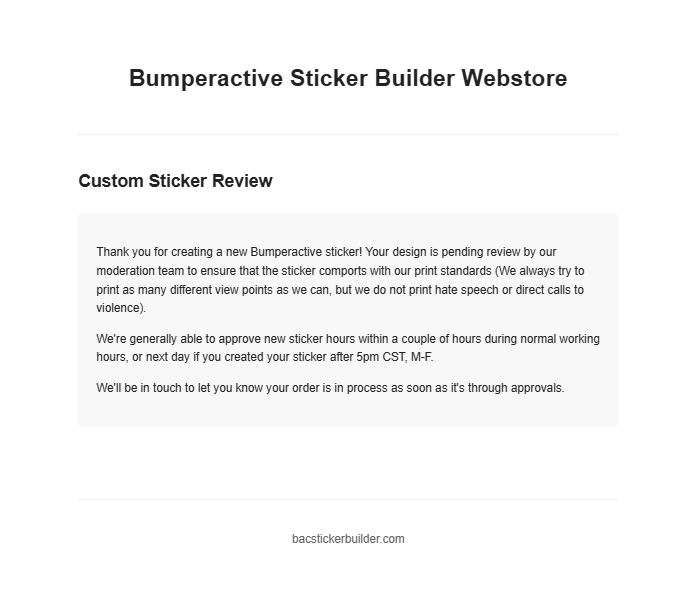 Bumperactive Sticker Builder Webstore
Custom Sticker Review
Thank you for creating a new Bumperactive sticker! Your design is pending review by our
moderation team to ensure that the sticker comports with our print standards (We always try to
print as many different view points as we can, but we do not print hate speech or direct calls to
violence).
We're generally able to approve new sticker hours within a couple of hours during normal working
hours, or next day if you created your sticker after 5pm CST, M-F.
We'll be in touch to let you know your order is in process as soon as it's through approvals.
bacstickerbuilder.com